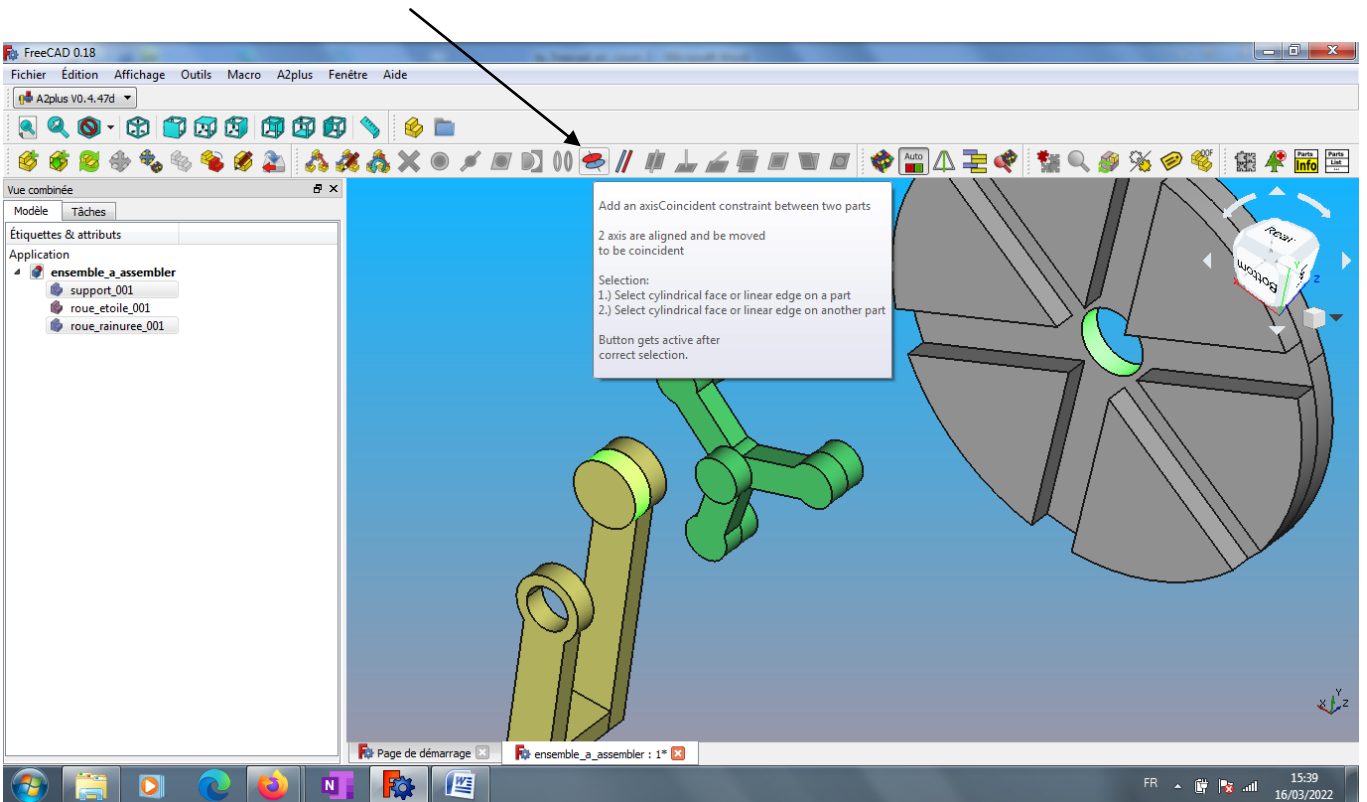 FreeCAD 0.18
Fichier Édition Affichage Outils Macro A2plus Fenêtre Aide
A2plus V0.4.47d
Auto
OOF
Parts Info
Parts List
Vue combinée
Modèle Tâches
Étiquettes & attributs
Application
ensemble_a_assembler
support_001
roue_etoile_001
roue_rainuree_001
Add an axisCoincident constraint between two parts
2 axis are aligned and be moved
to be coincident
Selection:
1.) Select cylindrical face or linear edge on a part
2.) Select cylindrical face or linear edge on another part
Button gets active after
correct selection.
Rear
Bottom
Y
Z
Y
X Z
Page de démarrage
ensemble_a_assembler : 1*
N
W
FR
15:39
16/03/2022